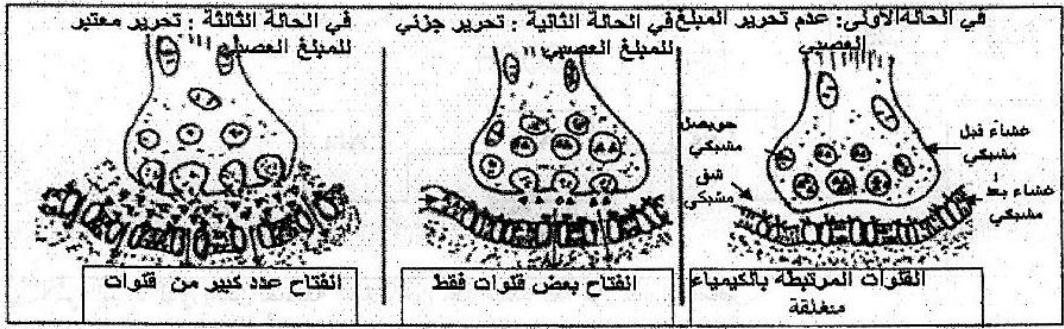 في الحالة الأولى: عدم تحرير المبلغ
العصبي
في الحالة الثانية : تحرير جزئي
للمبلغ العصبي
في الحالة الثالثة : تحرير معتبر
للمبلغ العصبي
غشاء قبل
مشبكي
غشاء بعد
مشبكي
حويصل
مشبكي
شق
مشبكي
القنوات المرتبطة بالكيمياء
منغلقة
انفتاح بعض قنوات فقط
انفتاح عدد كبير من قنوات